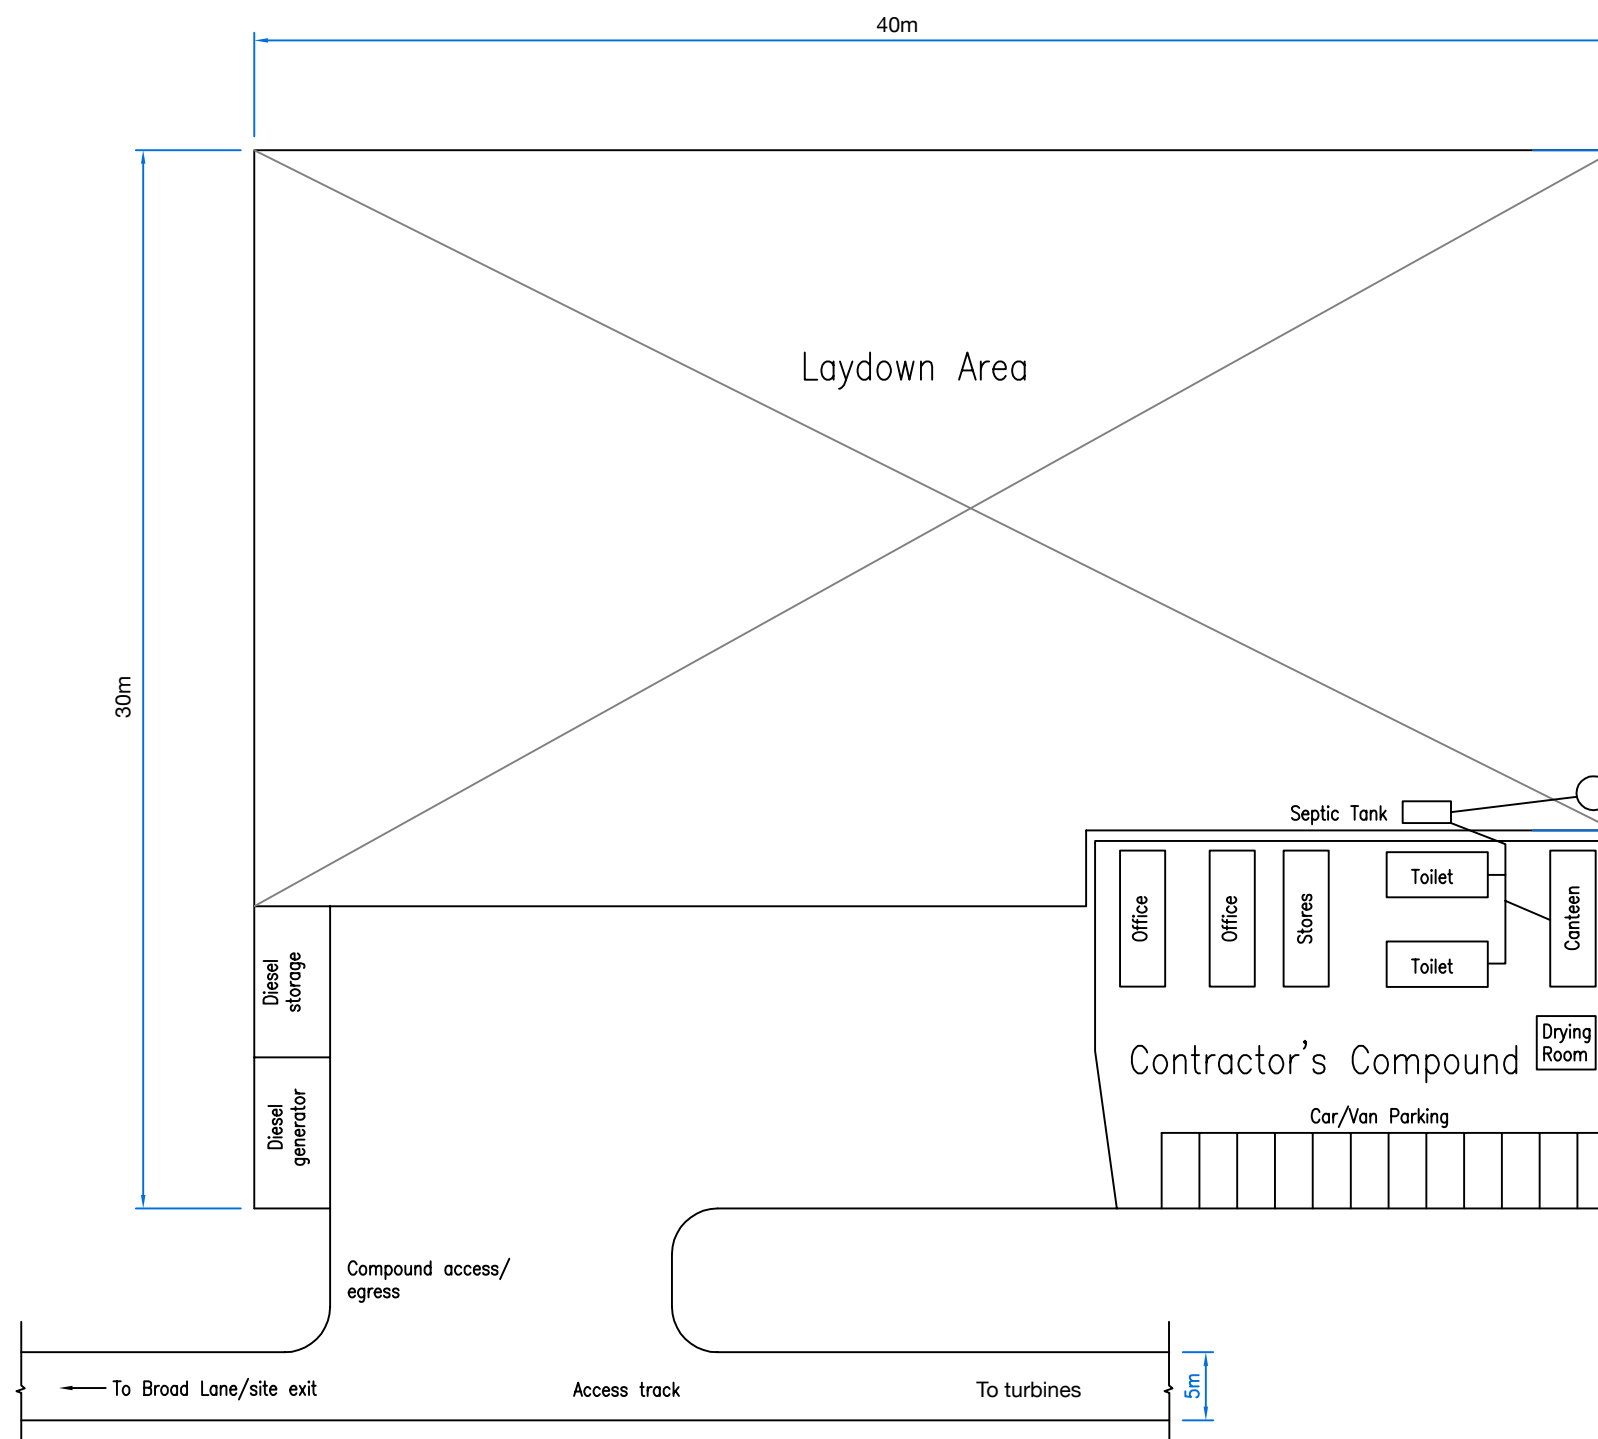 40m
30m
Laydown Area
Septic Tank
Office
Office
Stores
Toilet
Toilet
Canteen
Diesel
storage
Diesel
generator
Drying
Room
Contractor's Compound
Car/Van Parking
Compound access/
egress
To Broad Lane/site exit
Access track
To turbines
5m